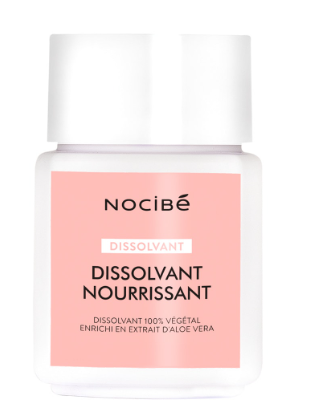 NOCIBÉ
DISSOLVANT
DISSOLVANT
NOURRISSANT
DISSOLVANT 100% VÉGÉTAL
ENRICHI EN EXTRAIT D'ALOE VERA